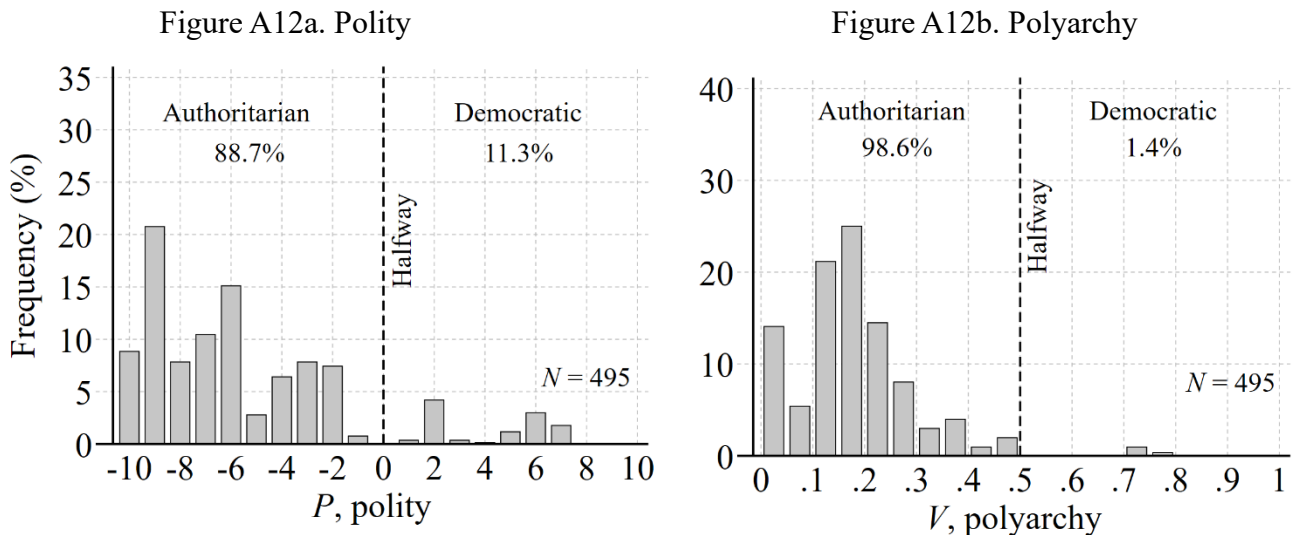 Figure A12a. Polity
35
30
25
20
15
10
5
0
Frequency (%)
Authoritarian
88.7%
Democratic
11.3%
Halfway
N = 495
-10 -8 -6 -4 -2 0 2 4 6 8 10
P, polity
Figure A12b. Polyarchy
40
30
20
10
0
Authoritarian
98.6%
Democratic
1.4%
Halfway
N = 495
0 .1 .2 .3 .4 .5 .6 .7 .8 .9 1
V, polyarchy